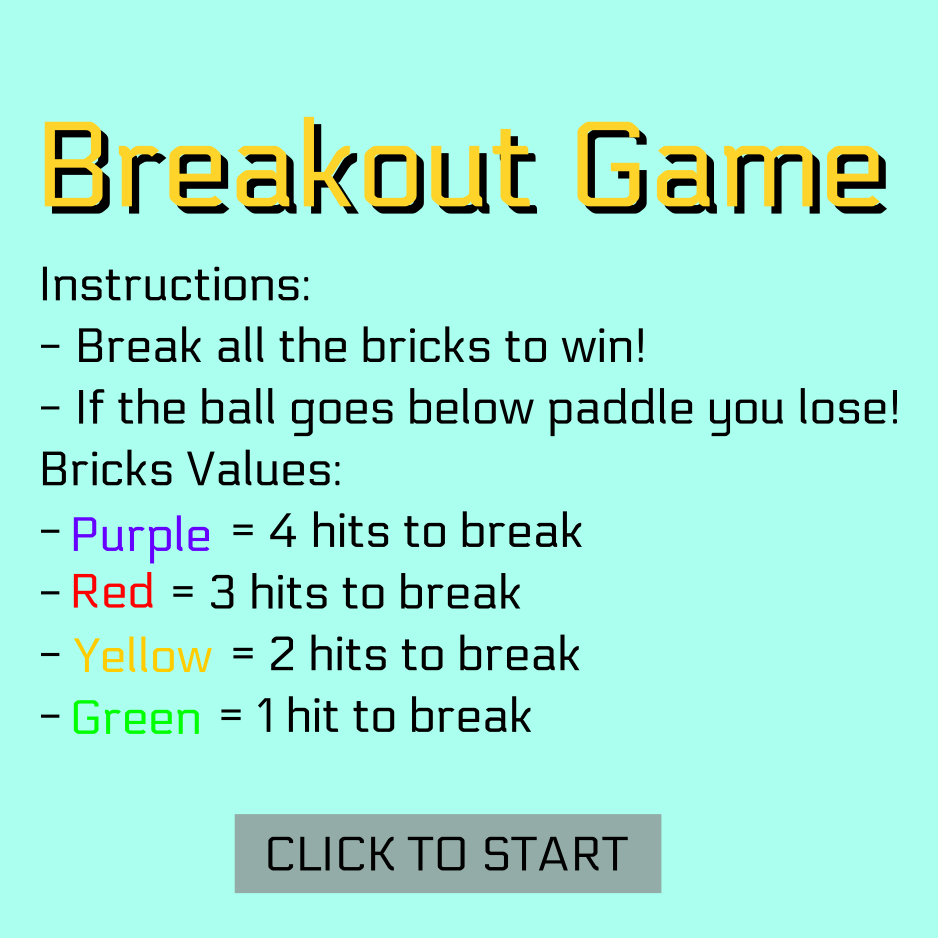 Breakout Game
Instructions:
- Break all the bricks to win!
- If the ball goes below paddle you lose!
Bricks Values:
- Purple = 4 hits to break
- Red = 3 hits to break
- Yellow = 2 hits to break
- Green = 1 hit to break
CLICK TO START